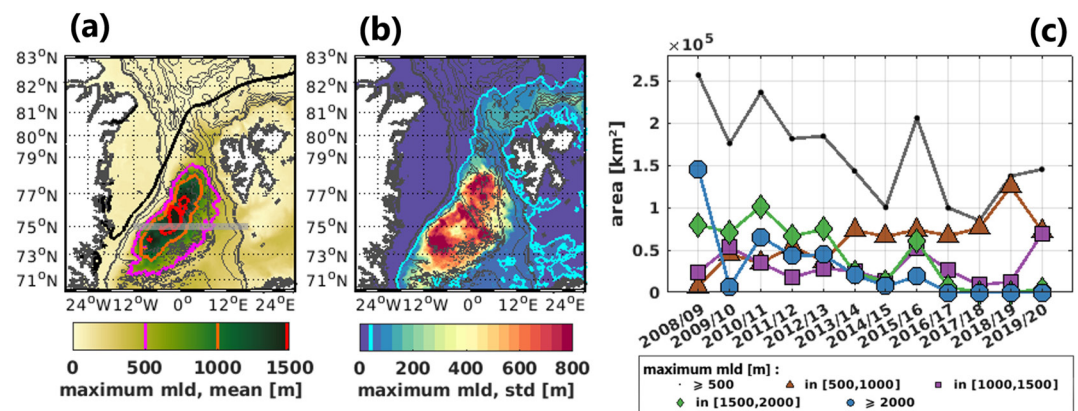 (a)
83°N
82°N
81°N
80°N
79°N
77°N
75°N
73°N
71°N
24°W 12°W 0° 12°E 24°E
0 500 1000 1500
maximum mld, mean [m]
(b)
83°N
82°N
81°N
80°N
79°N
77°N
75°N
73°N
71°N
24°W 12°W 0° 12°E 24°E
0 200 400 600 800
maximum mld, std [m]
(c)
×10⁵
area [km²]
2.5
2
1.5
1
0.5
0
2008/09 2009/10 2010/11 2011/12 2012/13 2013/14 2014/15 2015/16 2016/17 2017/18 2018/19 2019/20
maximum mld [m] :
⩾ 500 in [500,1000] in [1000,1500]
in [1500,2000] ⩾ 2000